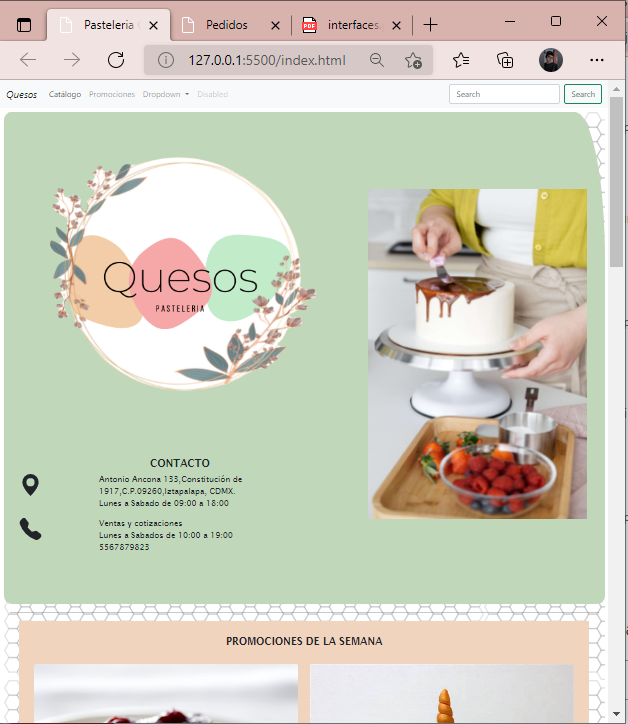 Pasteleria
Pedidos
PDF
interfaces.
127.0.0.1:5500/index.html
Quesos
Catálogo
Promociones
Dropdown
Disabled
Search
Search
Quesos
PASTELERIA
CONTACTO
Antonio Ancona 133,Constitución de
1917,C.P.09260,Iztapalapa, CDMX.
Lunes a Sabado de 09:00 a 18:00
Ventas y cotizaciones
Lunes a Sabados de 10:00 a 19:00
5567879823
PROMOCIONES DE LA SEMANA